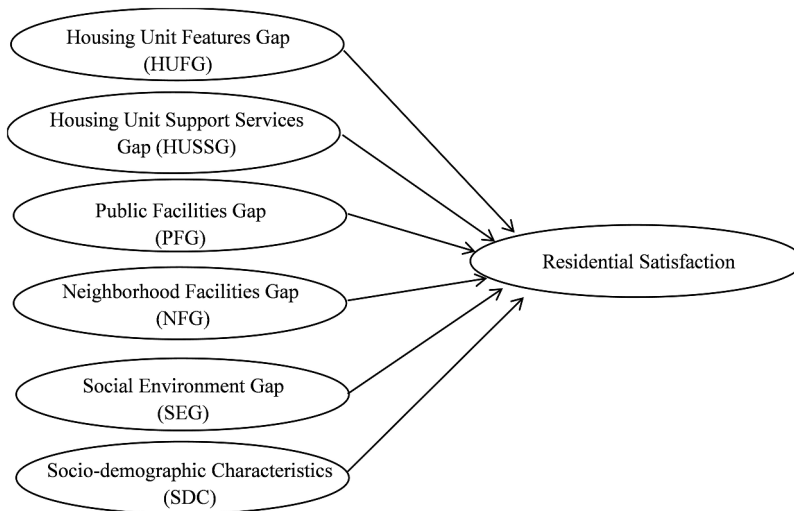 Housing Unit Features Gap
(HUFG)
Housing Unit Support Services
Gap (HUSSG)
Public Facilities Gap
(PFG)
Neighborhood Facilities Gap
(NFG)
Social Environment Gap
(SEG)
Socio-demographic Characteristics
(SDC)
Residential Satisfaction